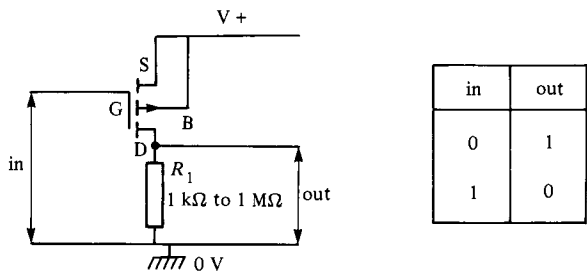 V +
S
G
B
D
in
R1
1 kΩ to 1 MΩ
out
0 V
in out
0 1
1 0